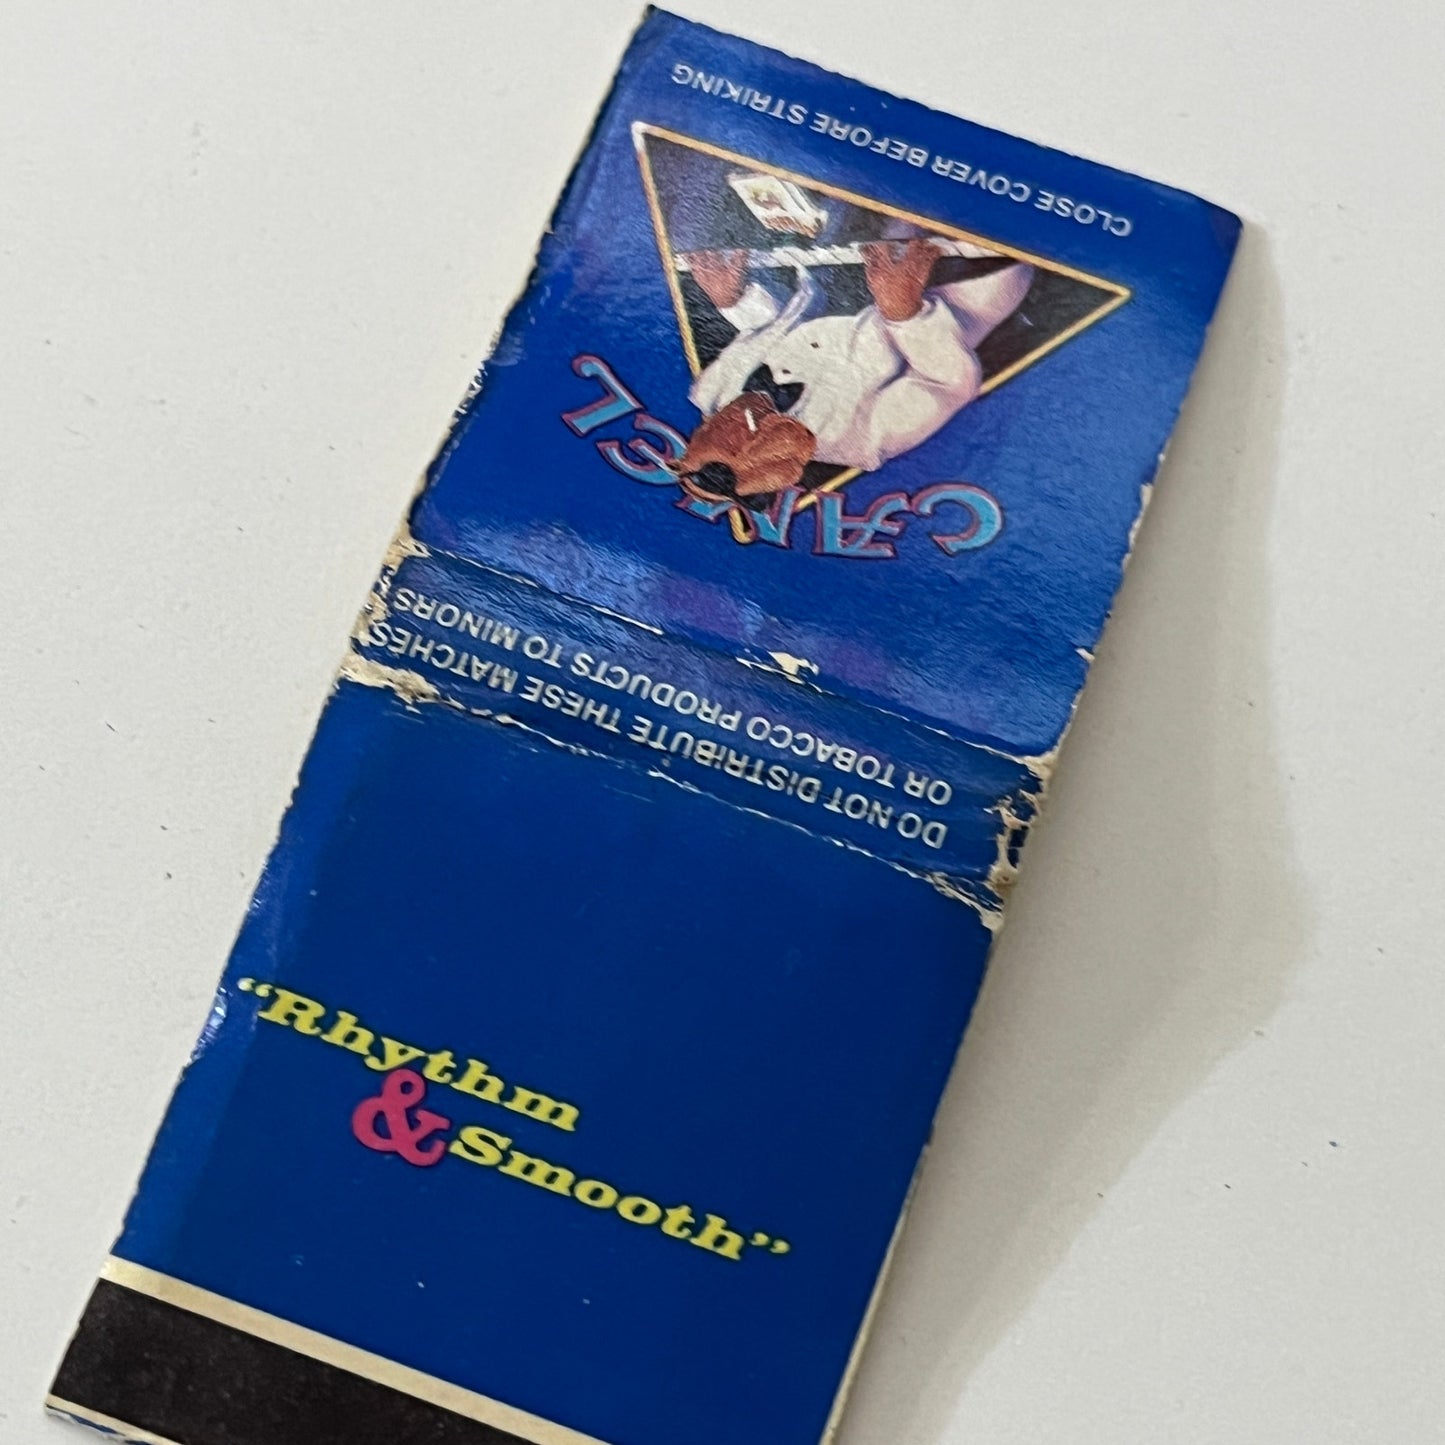 CLOSE COVER BEFORE STRIKING
CAMEL
DO NOT DISTRIBUTE THESE MATCHES
OR TOBACCO PRODUCTS TO MINORS
“Rhythm
& Smooth”